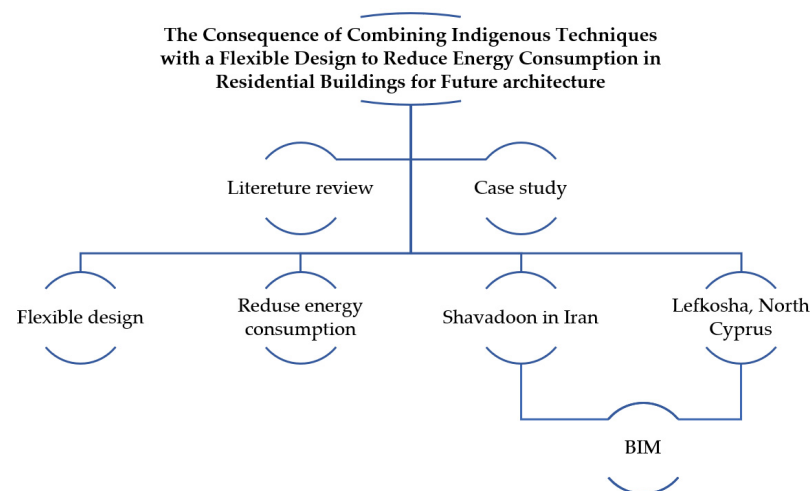 The Consequence of Combining Indigenous Techniques
with a Flexible Design to Reduce Energy Consumption in
Residential Buildings for Future architecture
Litereture review
Case study
Flexible design
Reduse energy
consumption
Shavadoon in Iran
Lefkosha, North
Cyprus
BIM